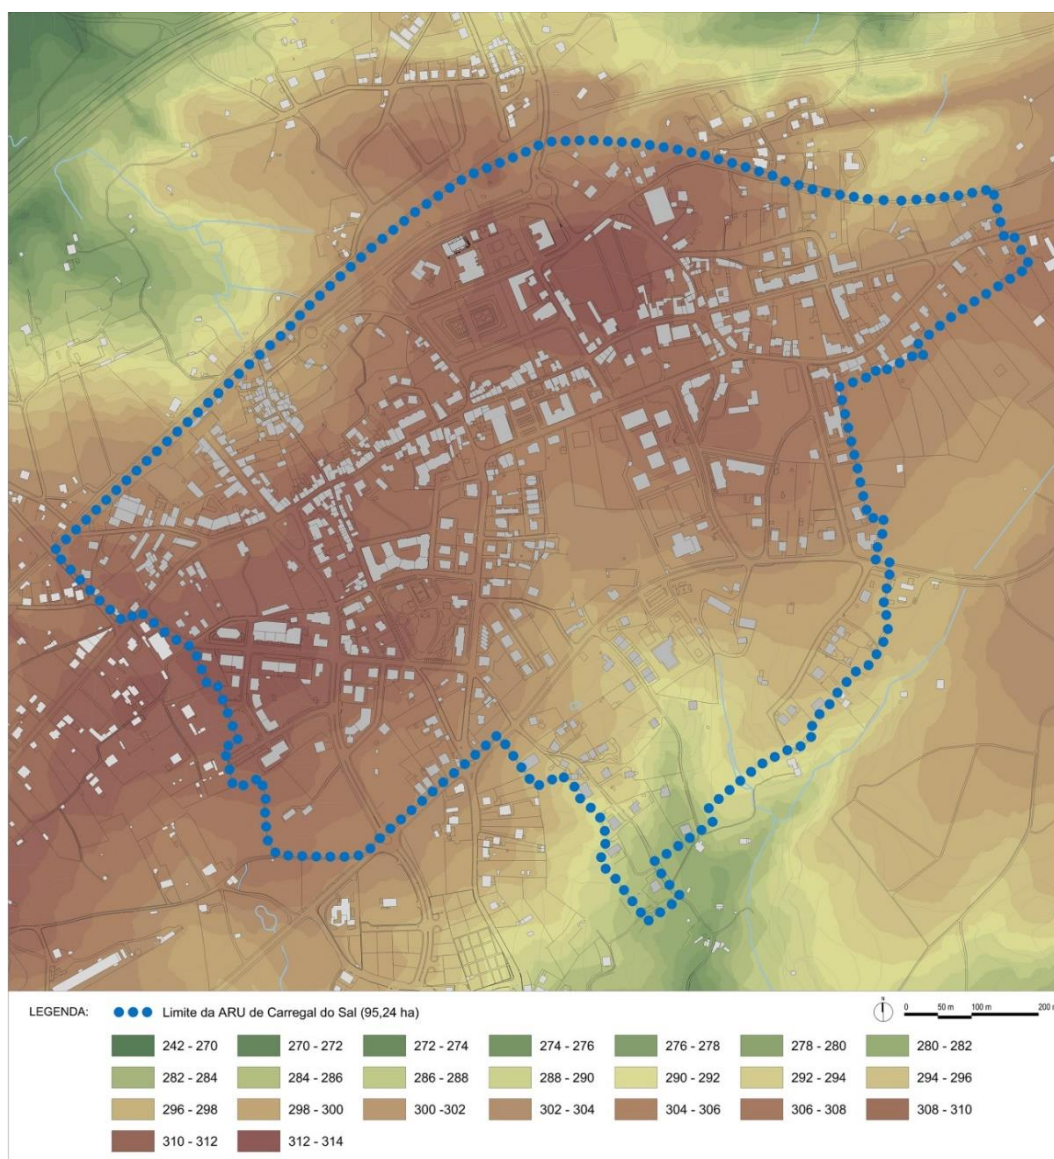 LEGENDA: Limite da ARU de Carregal do Sal (95,24 ha) N 0 50 m 100 m 200 m
242 - 270 270 - 272 272 - 274 274 - 276 276 - 278 278 - 280 280 - 282
282 - 284 284 - 286 286 - 288 288 - 290 290 - 292 292 - 294 294 - 296
296 - 298 298 - 300 300 -302 302 - 304 304 - 306 306 - 308 308 - 310
310 - 312 312 - 314